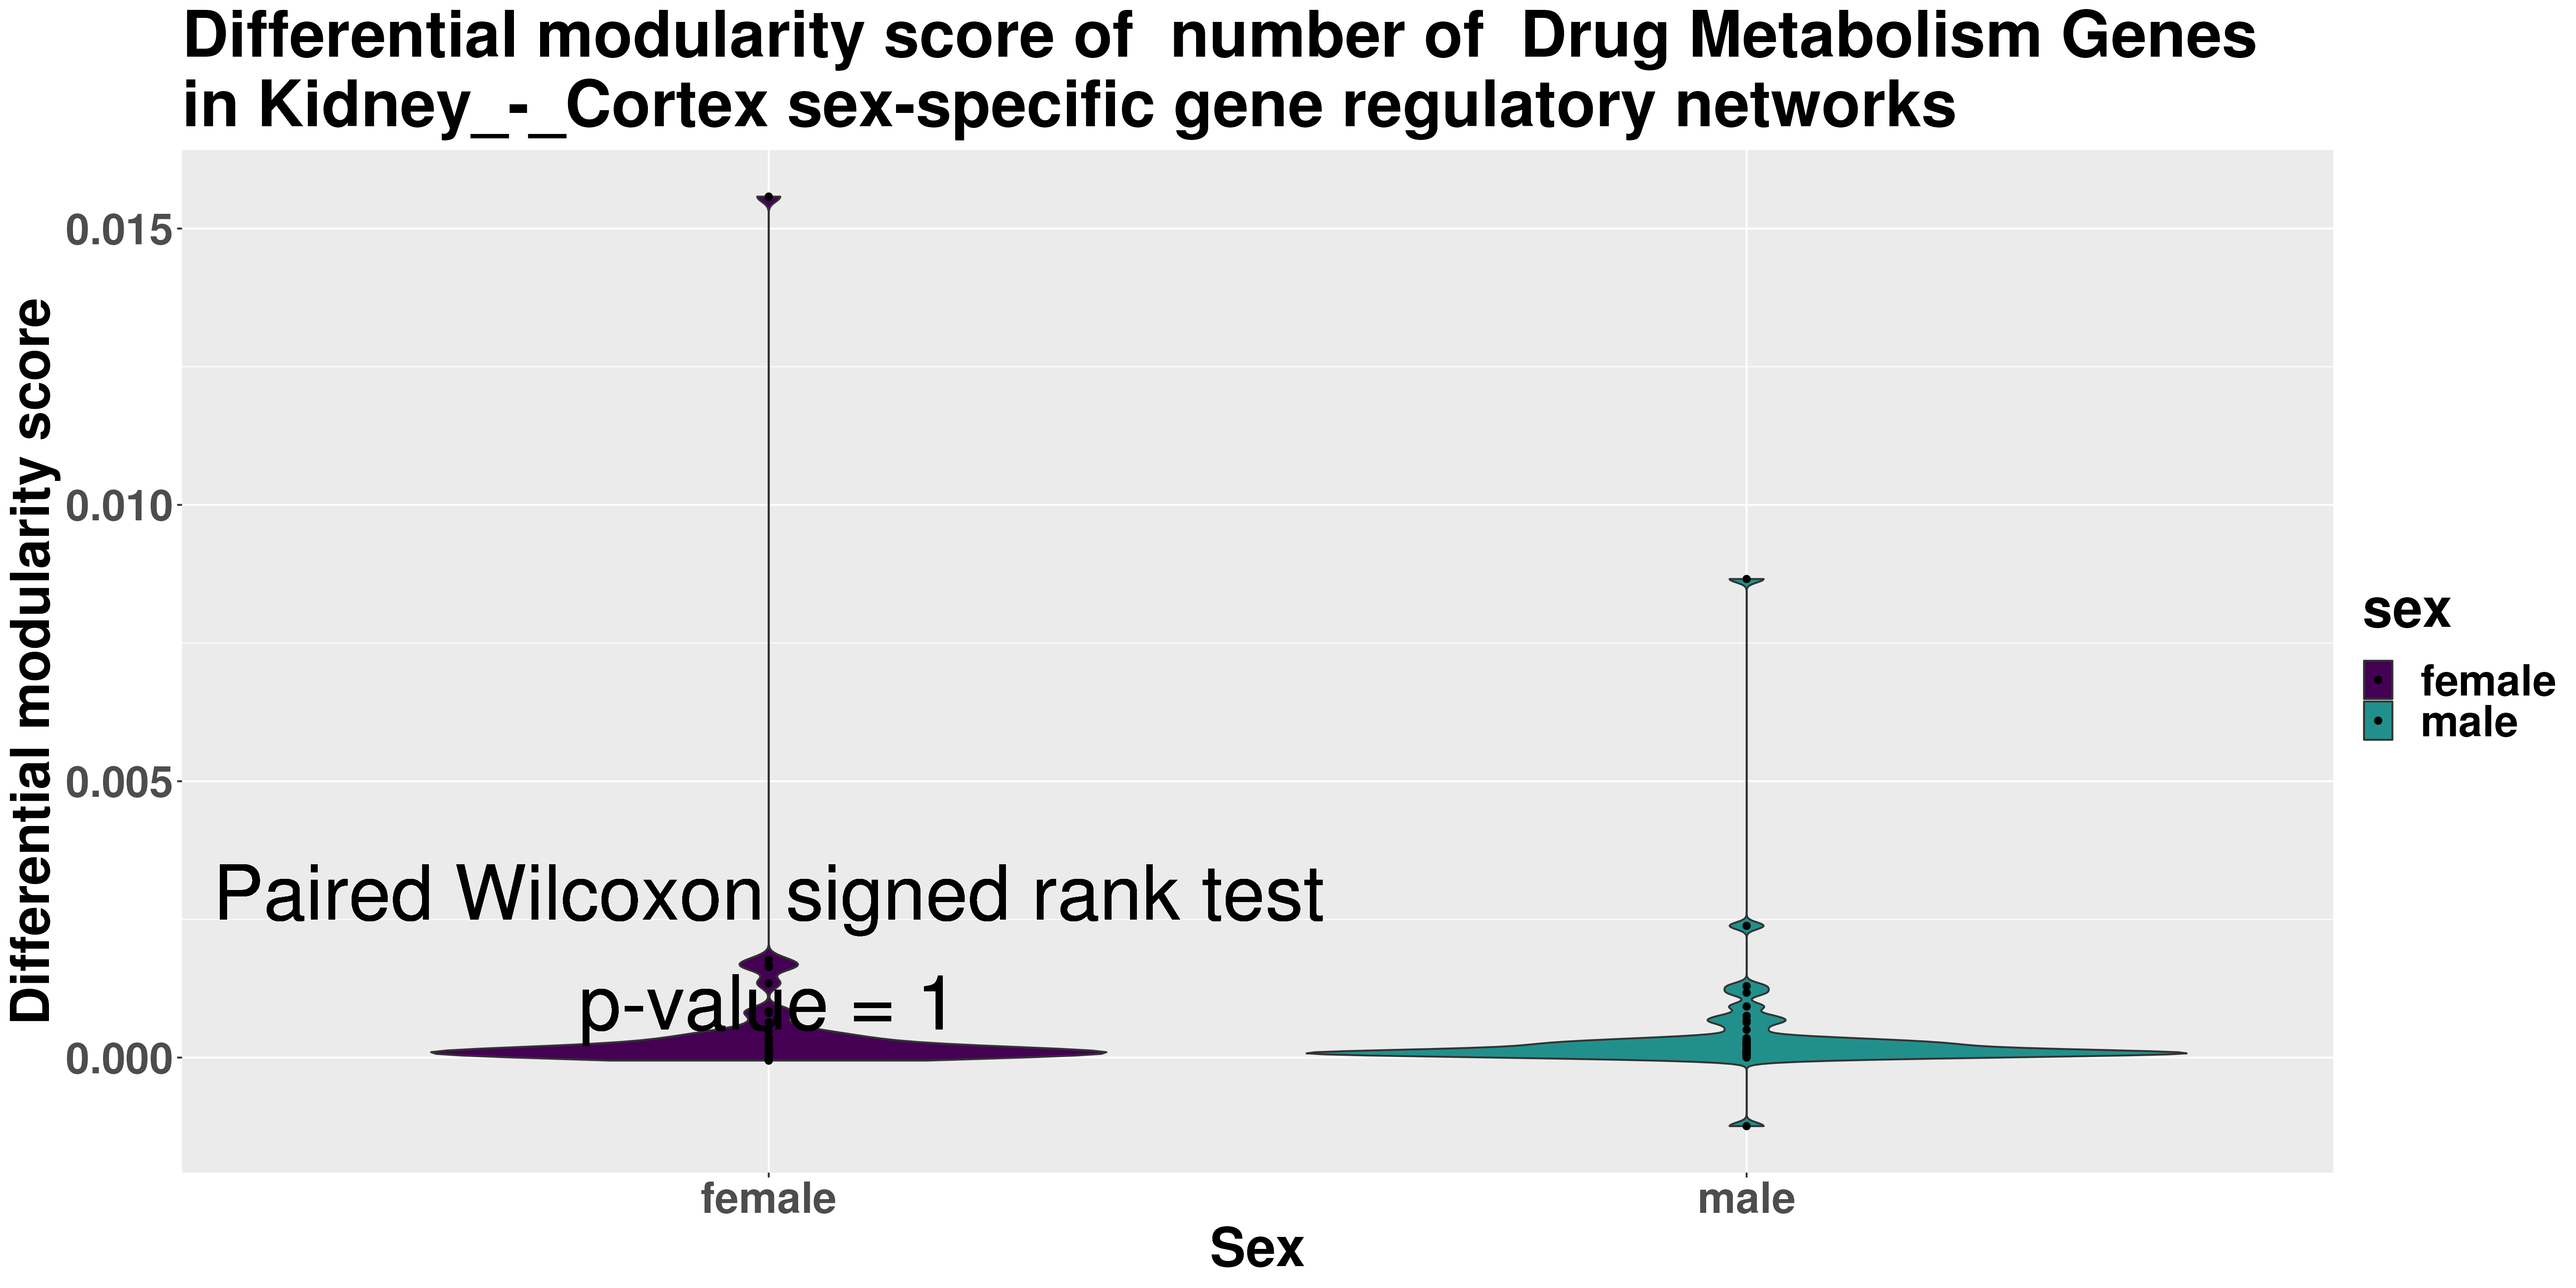 Differential modularity score of  number of  Drug Metabolism Genes
in Kidney_-_Cortex sex-specific gene regulatory networks
Differential modularity score
0.015
0.010
0.005
0.000
Paired Wilcoxon signed rank test
p-value = 1
female
male
Sex
sex
female
male